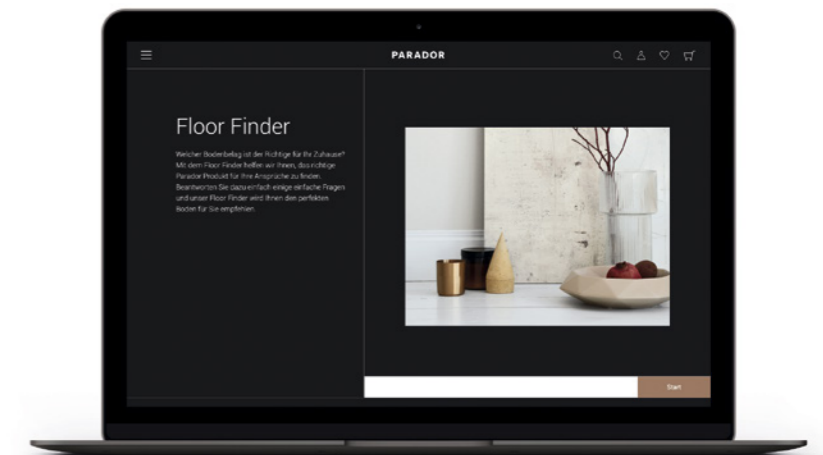 PARADOR
Floor Finder
Welcher Bodenbelag ist der Richtige für Ihr Zuhause?
Mit dem Floor Finder helfen wir Ihnen, das richtige
Parador Produkt für Ihre Ansprüche zu finden.
Beantworten Sie dazu einfach einige einfache Fragen
und unser Floor Finder wird Ihnen den perfekten
Boden für Sie empfehlen.
Start